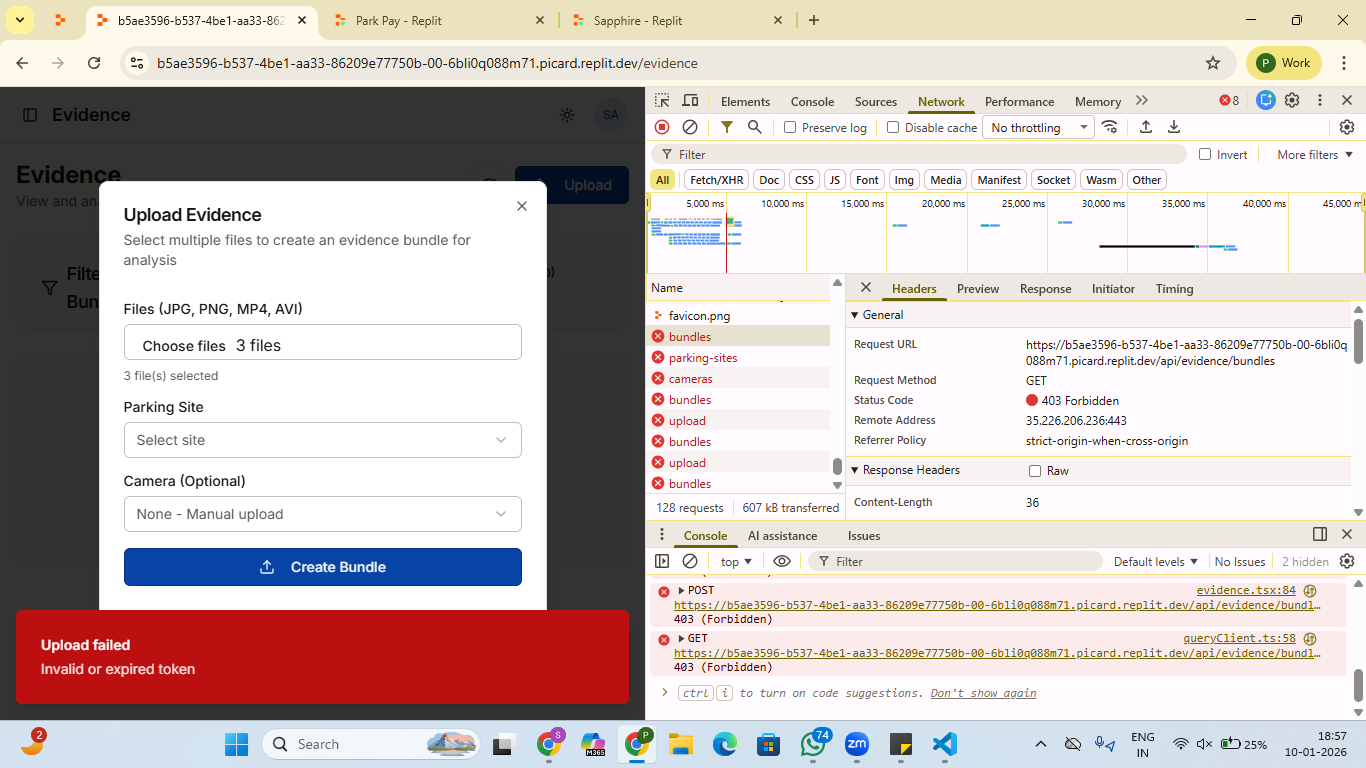 b5ae3596-b537-4be1-aa33-862
Park Pay - Replit
Sapphire - Replit
b5ae3596-b537-4be1-aa33-86209e77750b-00-6bli0q088m71.picard.replit.dev/evidence
P Work
Evidence
SA
Evidence
View and ana
Upload
Filte
Bun
Upload Evidence
Select multiple files to create an evidence bundle for
analysis
Files (JPG, PNG, MP4, AVI)
Choose files 3 files
3 file(s) selected
Parking Site
Select site
Camera (Optional)
None - Manual upload
Create Bundle
Upload failed
Invalid or expired token
Elements Console Sources Network Performance Memory 8
Preserve log Disable cache No throttling
Filter Invert More filters
All Fetch/XHR Doc CSS JS Font Img Media Manifest Socket Wasm Other
5,000 ms 10,000 ms 15,000 ms 20,000 ms 25,000 ms 30,000 ms 35,000 ms 40,000 ms 45,000 m
Name
favicon.png
bundles
parking-sites
cameras
bundles
upload
bundles
upload
bundles
128 requests 607 kB transferred
Headers Preview Response Initiator Timing
General
Request URL https://b5ae3596-b537-4be1-aa33-86209e77750b-00-6bli0q
088m71.picard.replit.dev/api/evidence/bundles
Request Method GET
Status Code 403 Forbidden
Remote Address 35.226.206.236:443
Referrer Policy strict-origin-when-cross-origin
Response Headers Raw
Content-Length 36
Console AI assistance Issues
top Filter Default levels No Issues 2 hidden
POST evidence.tsx:84
https://b5ae3596-b537-4be1-aa33-86209e77750b-00-6bli0q088m71.picard.replit.dev/api/evidence/bundl…
403 (Forbidden)
GET queryClient.ts:58
https://b5ae3596-b537-4be1-aa33-86209e77750b-00-6bli0q088m71.picard.replit.dev/api/evidence/bundl…
403 (Forbidden)
ctrl i to turn on code suggestions. Don't show again
2
Search
S
M365
P
74
zm
ENG
IN
25%
18:57
10-01-2026